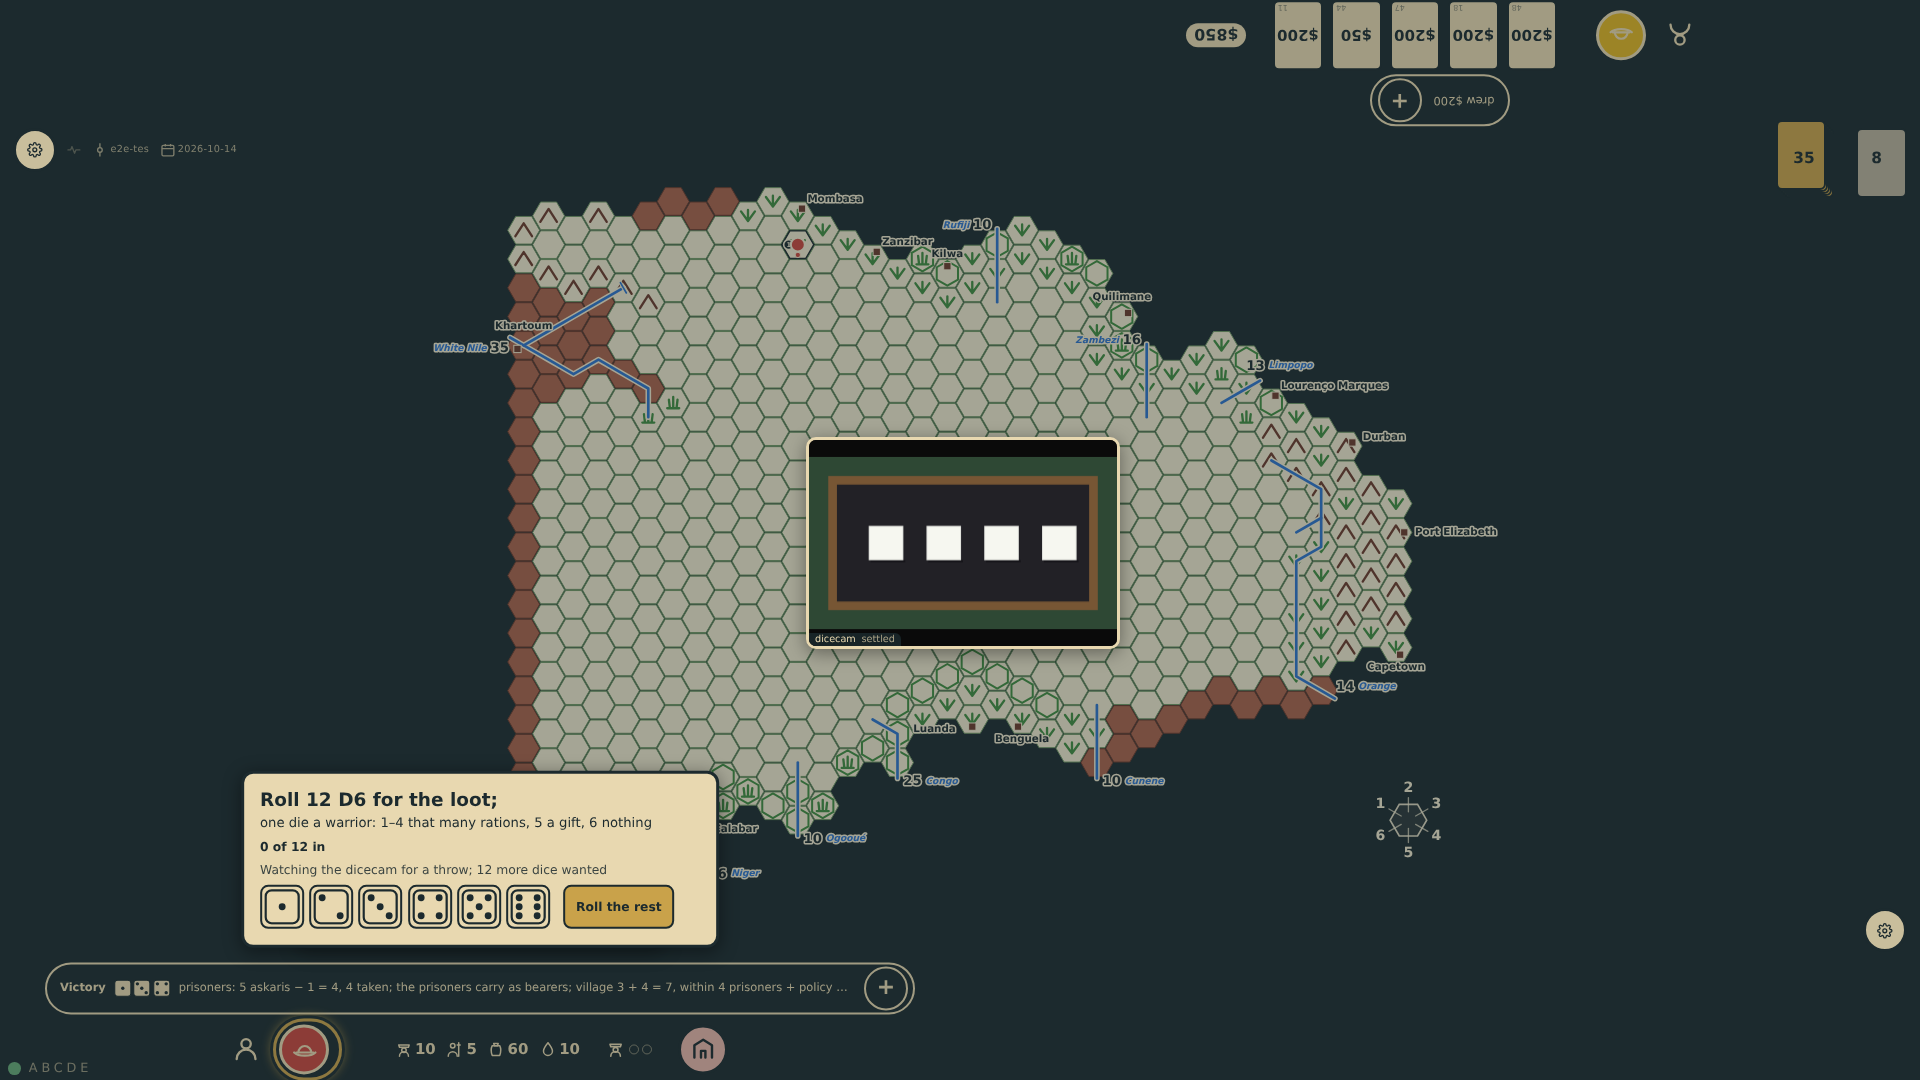 $850
11
$200
44
$50
47
$200
18
$200
48
$200
drew $200
35
8
e2e-tes
2026-10-14
Mombasa
Rufiji 10
Zanzibar
Kilwa
Quilimane
Khartoum
White Nile 35
Zambezi 16
13 Limpopo
Lourenço Marques
Durban
Port Elizabeth
dicecam settled
Capetown
14 Orange
Luanda
Benguela
25 Congo
10 Cunene
10 Ogooué
Niger
Roll 12 D6 for the loot;
one die a warrior: 1–4 that many rations, 5 a gift, 6 nothing
0 of 12 in
Watching the dicecam for a throw; 12 more dice wanted
Roll the rest
2
1 3
6 4
5
Victory prisoners: 5 askaris − 1 = 4, 4 taken; the prisoners carry as bearers; village 3 + 4 = 7, within 4 prisoners + policy ...
10 5 60 10
A B C D E